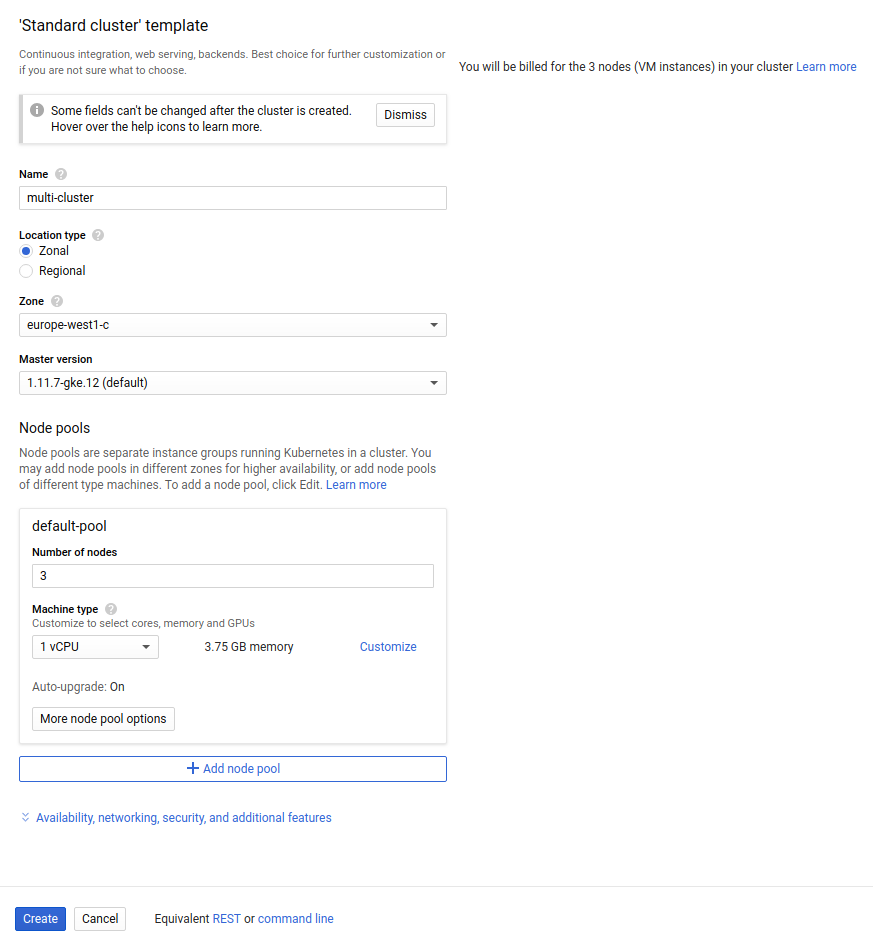 'Standard cluster' template
Continuous integration, web serving, backends. Best choice for further customization or
if you are not sure what to choose.
You will be billed for the 3 nodes (VM instances) in your cluster Learn more
Some fields can't be changed after the cluster is created.
Hover over the help icons to learn more.
Dismiss
Name ?
multi-cluster
Location type ?
Zonal
Regional
Zone ?
europe-west1-c
Master version
1.11.7-gke.12 (default)
Node pools
Node pools are separate instance groups running Kubernetes in a cluster. You
may add node pools in different zones for higher availability, or add node pools
of different type machines. To add a node pool, click Edit. Learn more
default-pool
Number of nodes
3
Machine type ?
Customize to select cores, memory and GPUs
1 vCPU 3.75 GB memory Customize
Auto-upgrade: On
More node pool options
+ Add node pool
Availability, networking, security, and additional features
Create Cancel Equivalent REST or command line